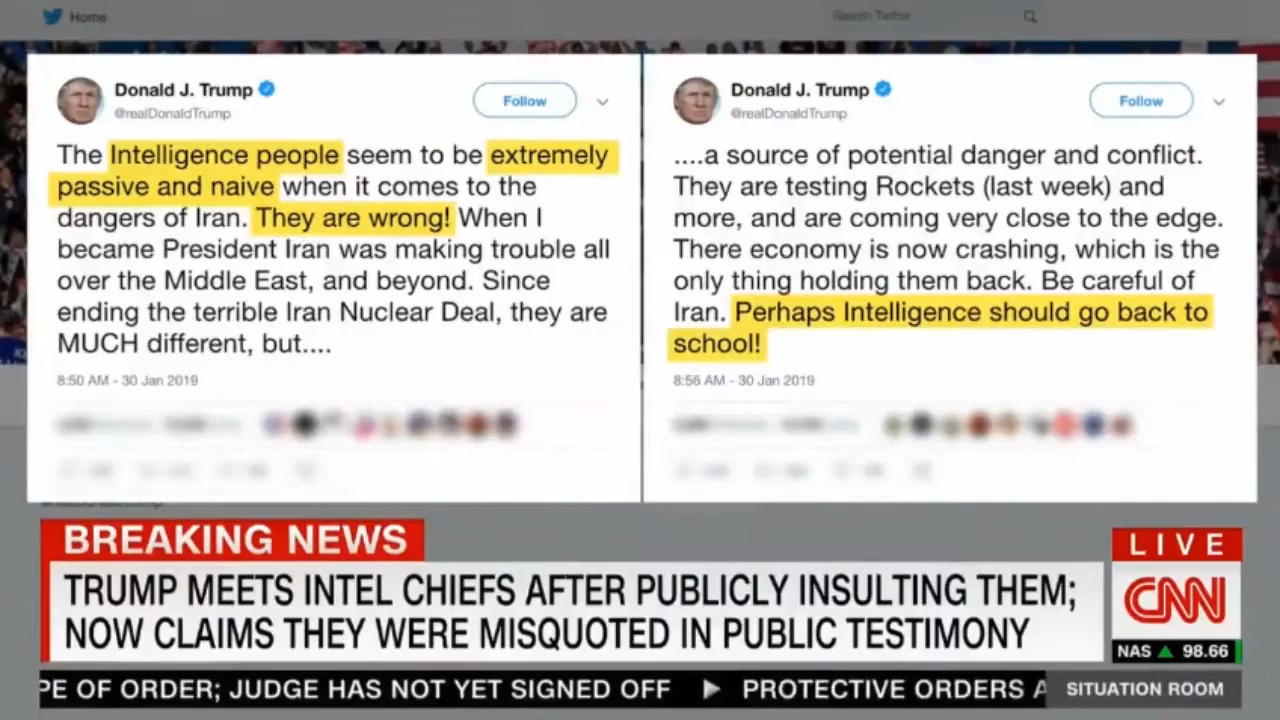 Home
Search Twitter
Donald J. Trump
@realDonaldTrump
Follow
The Intelligence people seem to be extremely
passive and naive when it comes to the
dangers of Iran. They are wrong! When I
became President Iran was making trouble all
over the Middle East, and beyond. Since
ending the terrible Iran Nuclear Deal, they are
MUCH different, but....
8:50 AM - 30 Jan 2019
Donald J. Trump
@realDonaldTrump
Follow
....a source of potential danger and conflict.
They are testing Rockets (last week) and
more, and are coming very close to the edge.
There economy is now crashing, which is the
only thing holding them back. Be careful of
Iran. Perhaps Intelligence should go back to
school!
8:56 AM - 30 Jan 2019
BREAKING NEWS
TRUMP MEETS INTEL CHIEFS AFTER PUBLICLY INSULTING THEM;
NOW CLAIMS THEY WERE MISQUOTED IN PUBLIC TESTIMONY
LIVE
CNN
NAS ▲ 98.66
PE OF ORDER; JUDGE HAS NOT YET SIGNED OFF ▶ PROTECTIVE ORDERS A
SITUATION ROOM